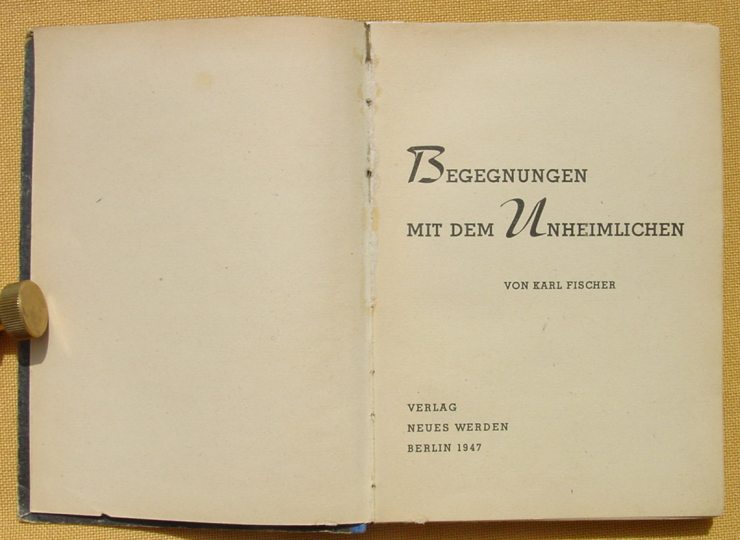 BEGEGNUNGEN
MIT DEM UNHEIMLICHEN
VON KARL FISCHER
VERLAG
NEUES WERDEN
BERLIN 1947